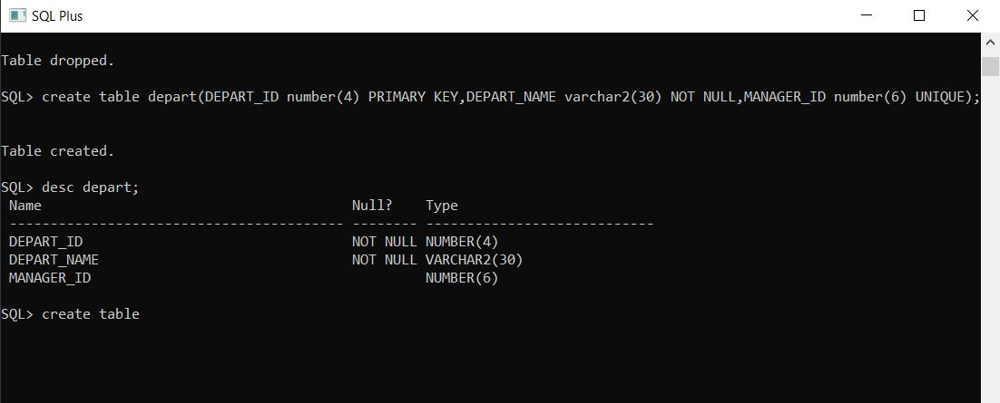 SQL Plus
Table dropped.
SQL> create table depart(DEPART_ID number(4) PRIMARY KEY,DEPART_NAME varchar2(30) NOT NULL,MANAGER_ID number(6) UNIQUE);
Table created.
SQL> desc depart;
Name Null? Type
----------------------------------------- -------- ----------------------------
DEPART_ID NOT NULL NUMBER(4)
DEPART_NAME NOT NULL VARCHAR2(30)
MANAGER_ID NUMBER(6)
SQL> create table